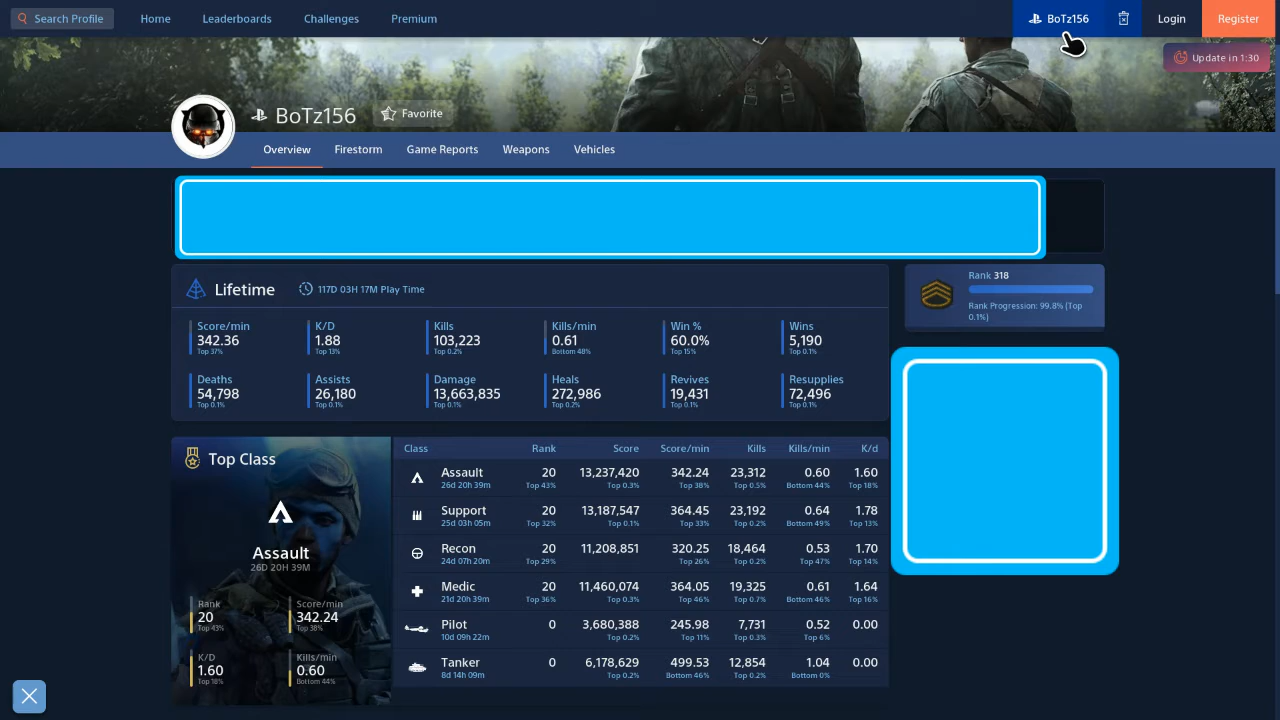 Search Profile Home Leaderboards Challenges Premium BoTz156 Login Register
Update in 1:30
BoTz156 Favorite
Overview Firestorm Game Reports Weapons Vehicles
Lifetime 117D 03H 17M Play Time
Score/min K/D Kills Kills/min Win % Wins
342.36 1.88 103,223 0.61 60.0% 5,190
Top 37% Top 13% Top 0.2% Bottom 48% Top 15% Top 0.1%
Deaths Assists Damage Heals Revives Resupplies
54,798 26,180 13,663,835 272,986 19,431 72,496
Top 0.1% Top 0.1% Top 0.1% Top 0.2% Top 0.1% Top 0.1%
Rank 318
Rank Progression: 99.8% (Top
0.1%)
Top Class
Assault
26D 20H 39M
Rank Score/min
20 342.24
Top 43% Top 38%
K/D Kills/min
1.60 0.60
Top 18% Bottom 44%
Class Rank Score Score/min Kills Kills/min K/d
Assault 20 13,237,420 342.24 23,312 0.60 1.60
26d 20h 39m Top 43% Top 0.3% Top 38% Top 0.5% Bottom 44% Top 18%
Support 20 13,187,547 364.45 23,192 0.64 1.78
25d 03h 05m Top 32% Top 0.1% Top 33% Top 0.2% Bottom 49% Top 13%
Recon 20 11,208,851 320.25 18,464 0.53 1.70
24d 07h 20m Top 29% Top 26% Top 0.2% Top 47% Top 14%
Medic 20 11,460,074 364.05 19,325 0.61 1.64
21d 20h 39m Top 36% Top 0.3% Top 46% Top 0.7% Bottom 46% Top 16%
Pilot 0 3,680,388 245.98 7,731 0.52 0.00
10d 09h 22m Top 0.2% Top 11% Top 0.3% Top 6%
Tanker 0 6,178,629 499.53 12,854 1.04 0.00
8d 14h 09m Top 0.2% Bottom 46% Top 0.2% Bottom 0%